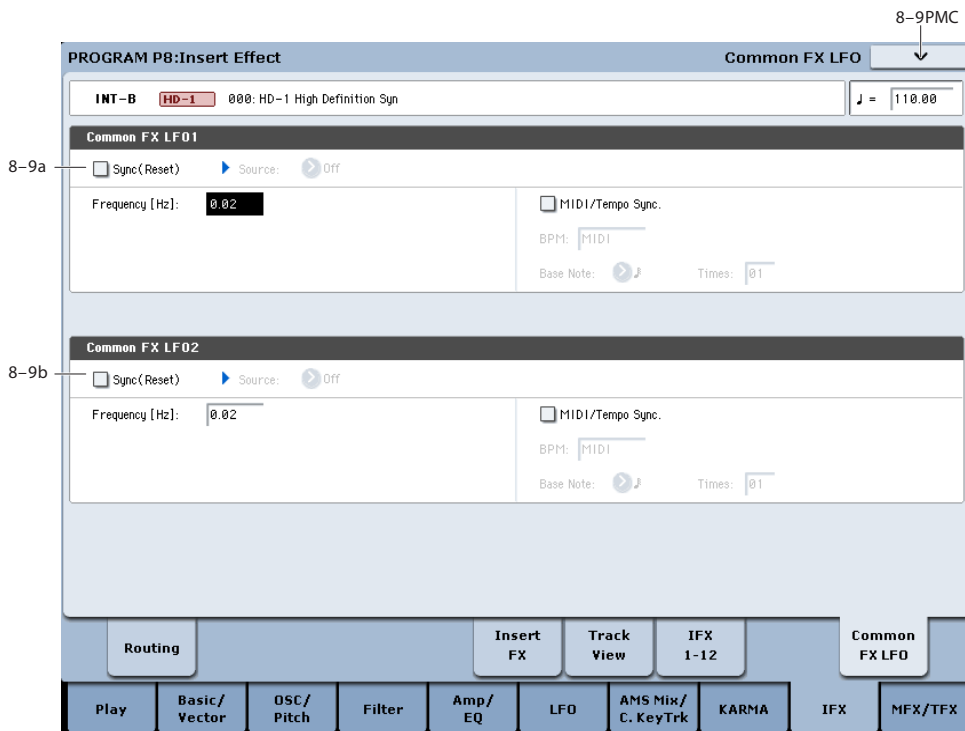 8-9PMC
PROGRAM P8:Insert Effect Common FX LFO
INT-B HD-1 000: HD-1 High Definition Syn ♩ = 110.00
Common FX LFO1
8-9a Sync(Reset) Source: Off
Frequency [Hz]: 0.02 MIDI/Tempo Sync.
BPM: MIDI
Base Note: Times: 01
Common FX LFO2
8-9b Sync(Reset) Source: Off
Frequency [Hz]: 0.02 MIDI/Tempo Sync.
BPM: MIDI
Base Note: Times: 01
Routing Insert FX Track View IFX 1-12 Common FX LFO
Play Basic/Vector OSC/Pitch Filter Amp/EQ LFO AMS Mix/C. KeyTrk KARMA IFX MFX/TFX